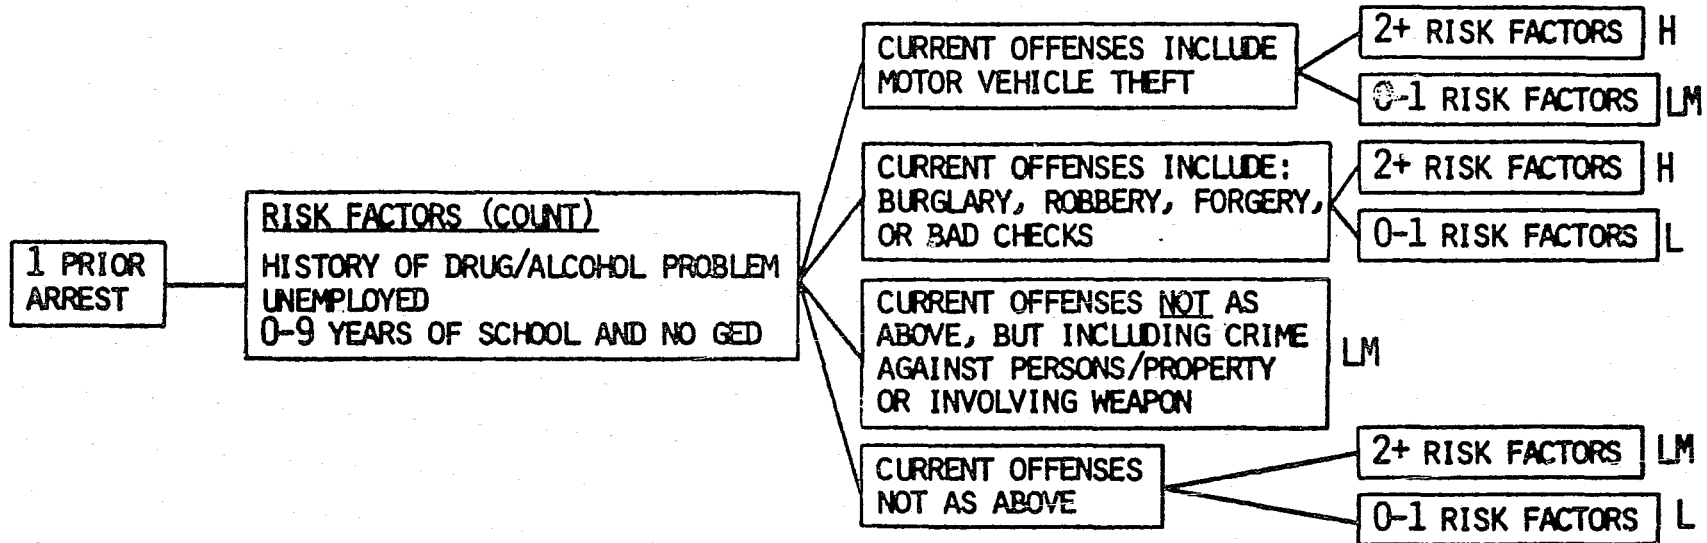 1 PRIOR
ARREST
RISK FACTORS (COUNT)
HISTORY OF DRUG/ALCOHOL PROBLEM
UNEMPLOYED
0-9 YEARS OF SCHOOL AND NO GED
CURRENT OFFENSES INCLUDE
MOTOR VEHICLE THEFT
2+ RISK FACTORS H
0-1 RISK FACTORS LM
CURRENT OFFENSES INCLUDE:
BURGLARY, ROBBERY, FORGERY,
OR BAD CHECKS
2+ RISK FACTORS H
0-1 RISK FACTORS L
CURRENT OFFENSES NOT AS
ABOVE, BUT INCLUDING CRIME
AGAINST PERSONS/PROPERTY
OR INVOLVING WEAPON
LM
CURRENT OFFENSES
NOT AS ABOVE
2+ RISK FACTORS LM
0-1 RISK FACTORS L